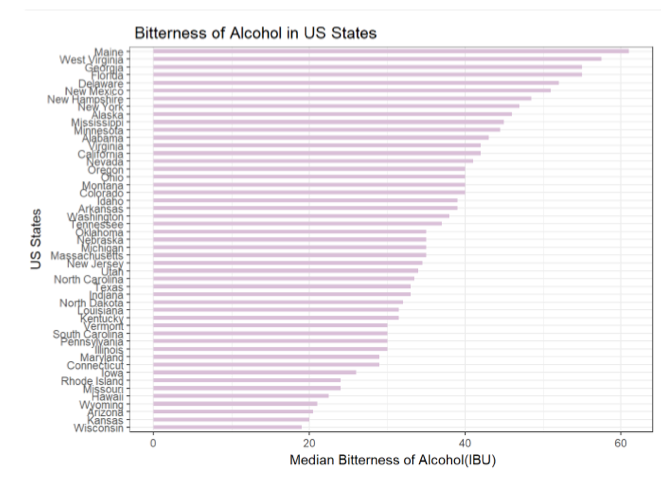 Bitterness of Alcohol in US States
Maine
West Virginia
Georgia
Florida
Delaware
New Mexico
New Hampshire
New York
Alaska
Mississippi
Minnesota
Alabama
Virginia
California
Nevada
Oregon
Ohio
Montana
Colorado
Idaho
Arkansas
Washington
Tennessee
Oklahoma
Nebraska
Michigan
Massachusetts
New Jersey
Utah
North Carolina
Texas
Indiana
North Dakota
Louisiana
Kentucky
Vermont
South Carolina
Pennsylvania
Illinois
Maryland
Connecticut
Iowa
Rhode Island
Missouri
Hawaii
Wyoming
Arizona
Kansas
Wisconsin
US States
0 20 40 60
Median Bitterness of Alcohol(IBU)